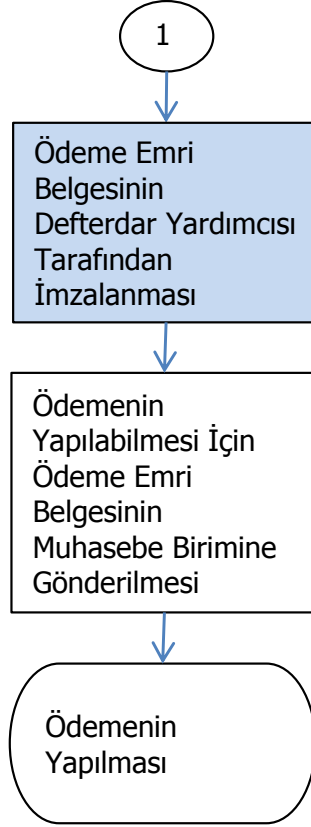 1
Ödeme Emri
Belgesinin
Defterdar Yardımcısı
Tarafından
İmzalanması
Ödemenin
Yapılabilmesi İçin
Ödeme Emri
Belgesinin
Muhasebe Birimine
Gönderilmesi
Ödemenin
Yapılması